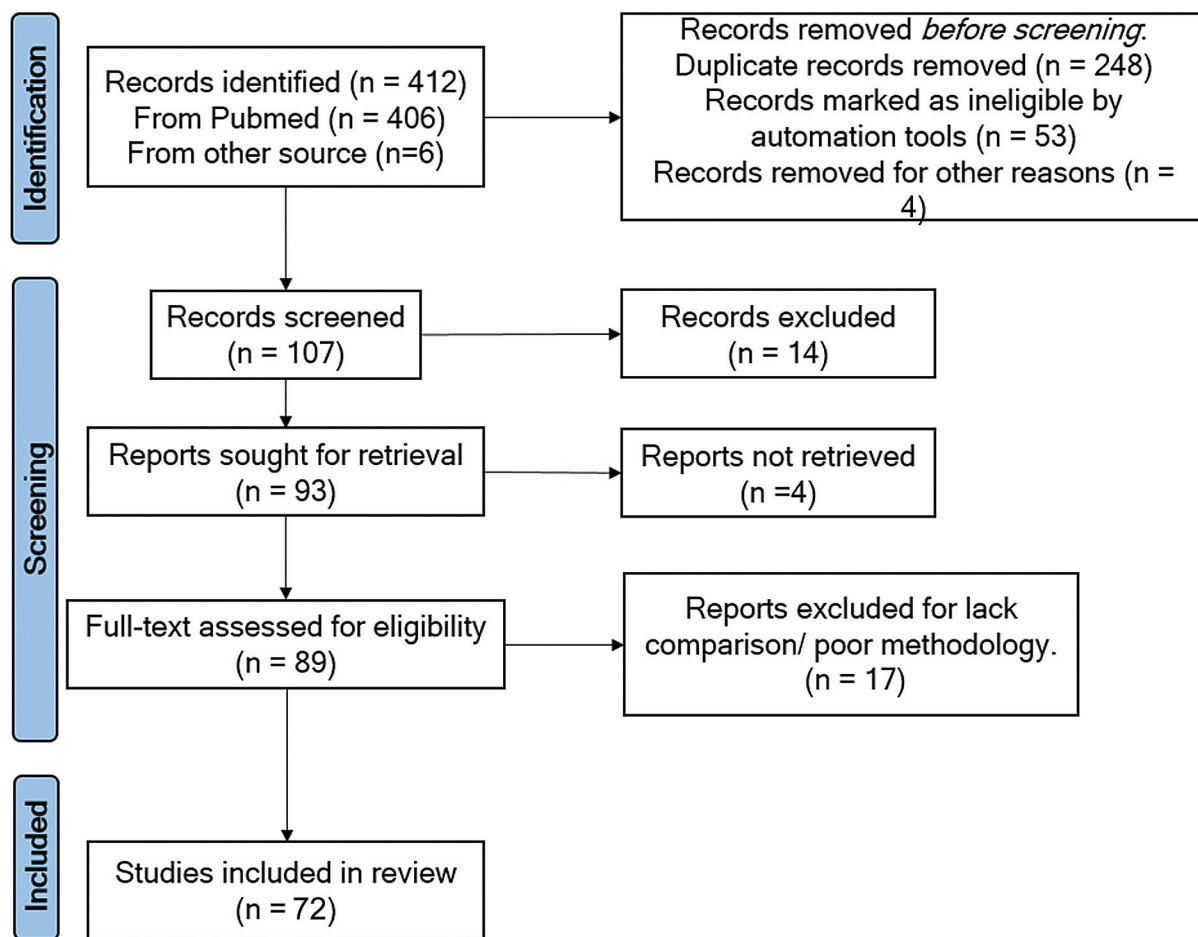 Identification
Records identified (n = 412)
From Pubmed (n = 406)
From other source (n=6)
Records removed before screening:
Duplicate records removed (n = 248)
Records marked as ineligible by
automation tools (n = 53)
Records removed for other reasons (n =
4)
Screening
Records screened
(n = 107)
Records excluded
(n = 14)
Reports sought for retrieval
(n = 93)
Reports not retrieved
(n =4)
Full-text assessed for eligibility
(n = 89)
Reports excluded for lack
comparison/ poor methodology.
(n = 17)
Included
Studies included in review
(n = 72)